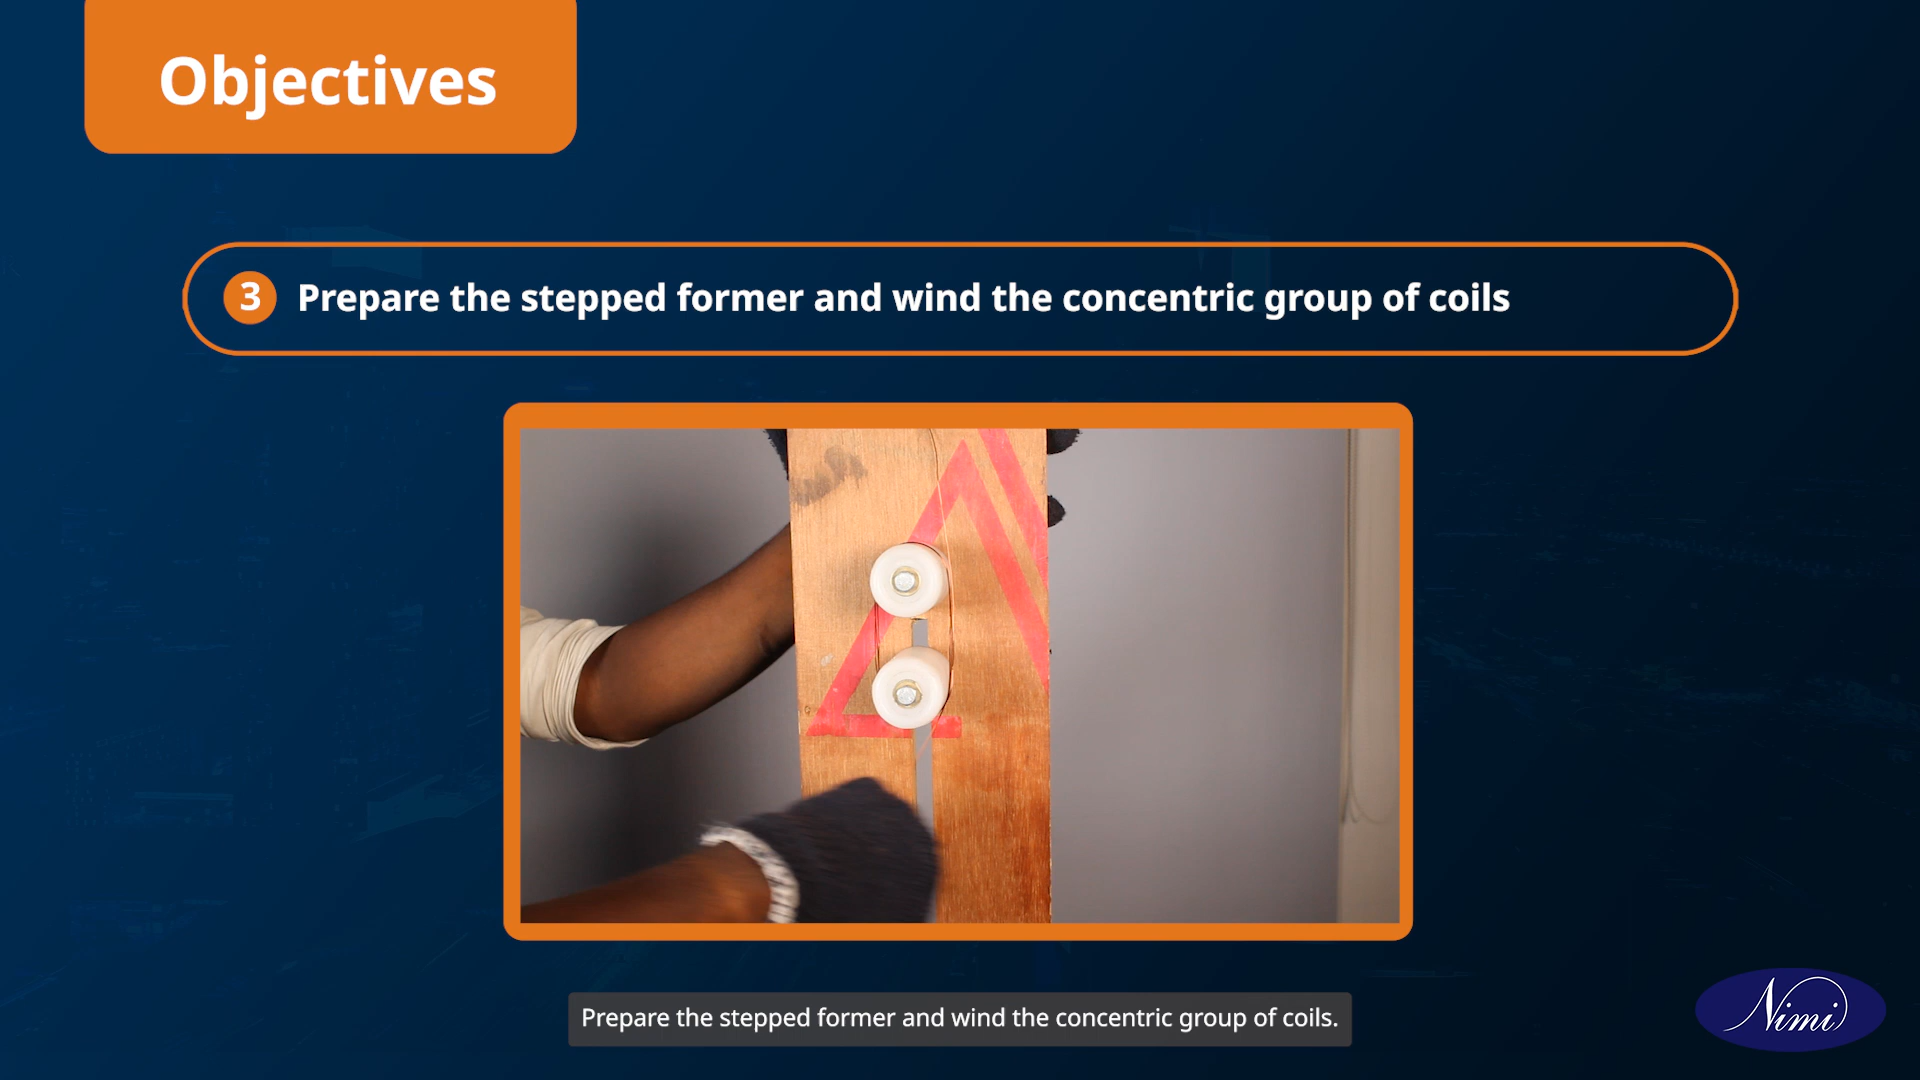 Objectives
3 Prepare the stepped former and wind the concentric group of coils
Prepare the stepped former and wind the concentric group of coils.
Nimi